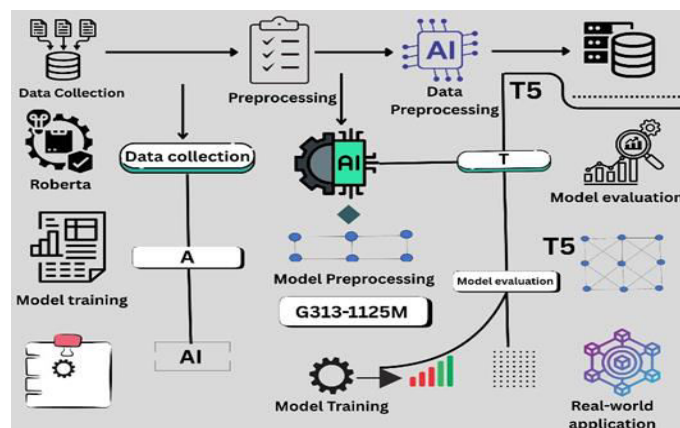 Data Collection
Preprocessing
AI
Data
Preprocessing
T5
Roberta
Data collection
AI
T
Model evaluation
A
T5
Model training
Model Preprocessing
Model evaluation
G313-1125M
AI
Model Training
Real-world
application